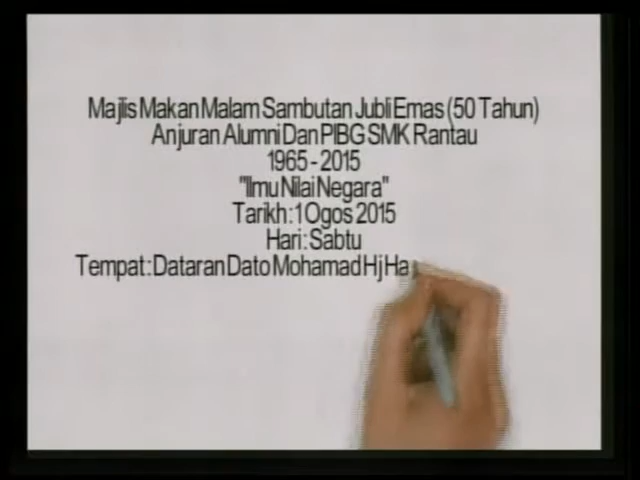 Majlis Makan Malam Sambutan Jubli Emas (50 Tahun)
Anjuran Alumni Dan PIBG SMK Rantau
1965 - 2015
"Ilmu Nilai Negara"
Tarikh : 1 Ogos 2015
Hari : Sabtu
Tempat : Dataran Dato Mohamad Hj Ha